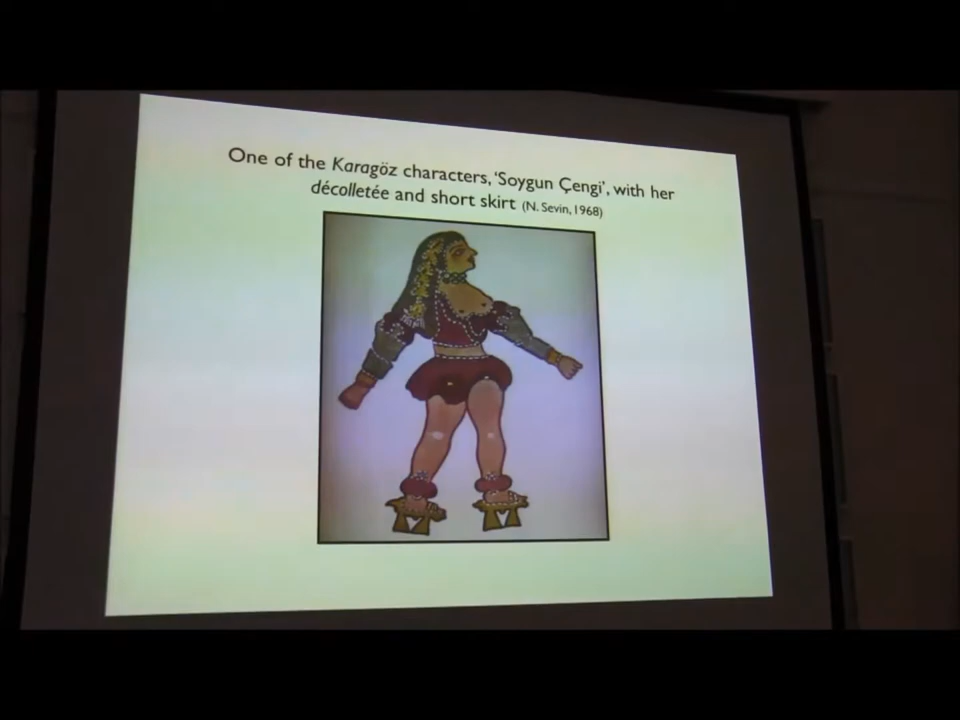 One of the Karagöz characters, ‘Soygun Çengi’, with her
décolletée and short skirt (N. Sevin, 1968)